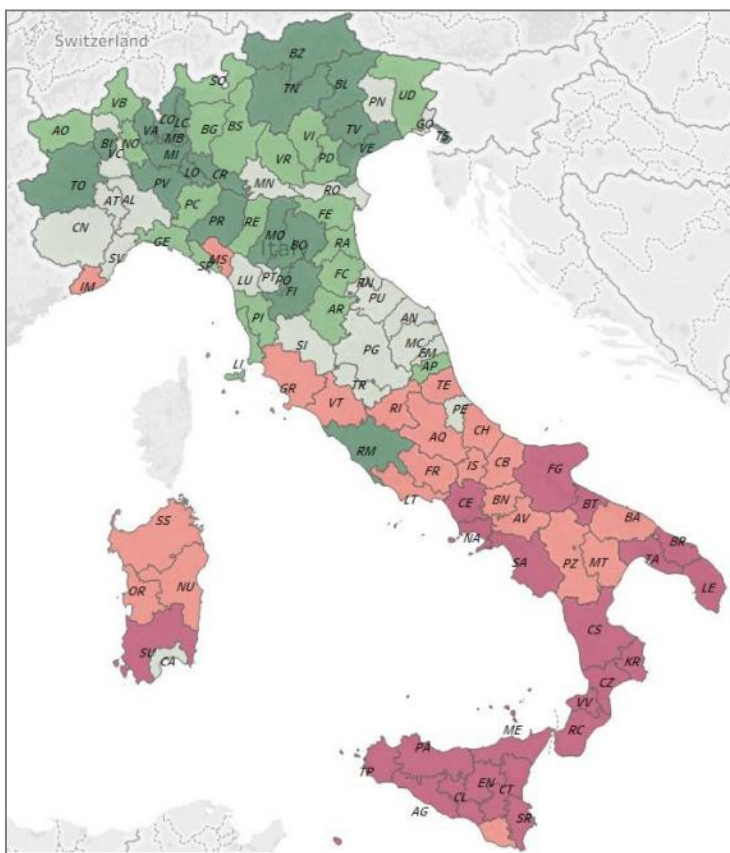 Switzerland
BZ
SO
VB
TN
BL
PN
UD
AO
CO
LC
VA
BI
NO
VC
MB
BG
BS
VI
TV
GO
TS
VE
MI
VR
PD
TO
LO
CR
PV
MN
RO
AT
AL
PC
PR
RE
FE
CN
GE
MO
BO
RA
SV
SP
MS
FC
IM
LU
PT
PO
FI
RN
PU
PI
AR
AN
SI
PG
MC
FM
AP
LI
GR
TR
TE
VT
RI
PE
AQ
CH
RM
FR
IS
CB
FG
LT
CE
BN
BT
BA
NA
AV
SS
SA
PZ
MT
TA
BR
LE
OR
NU
SU
CA
CS
KR
CZ
VV
RC
ME
PA
TP
EN
CT
AG
CL
SR